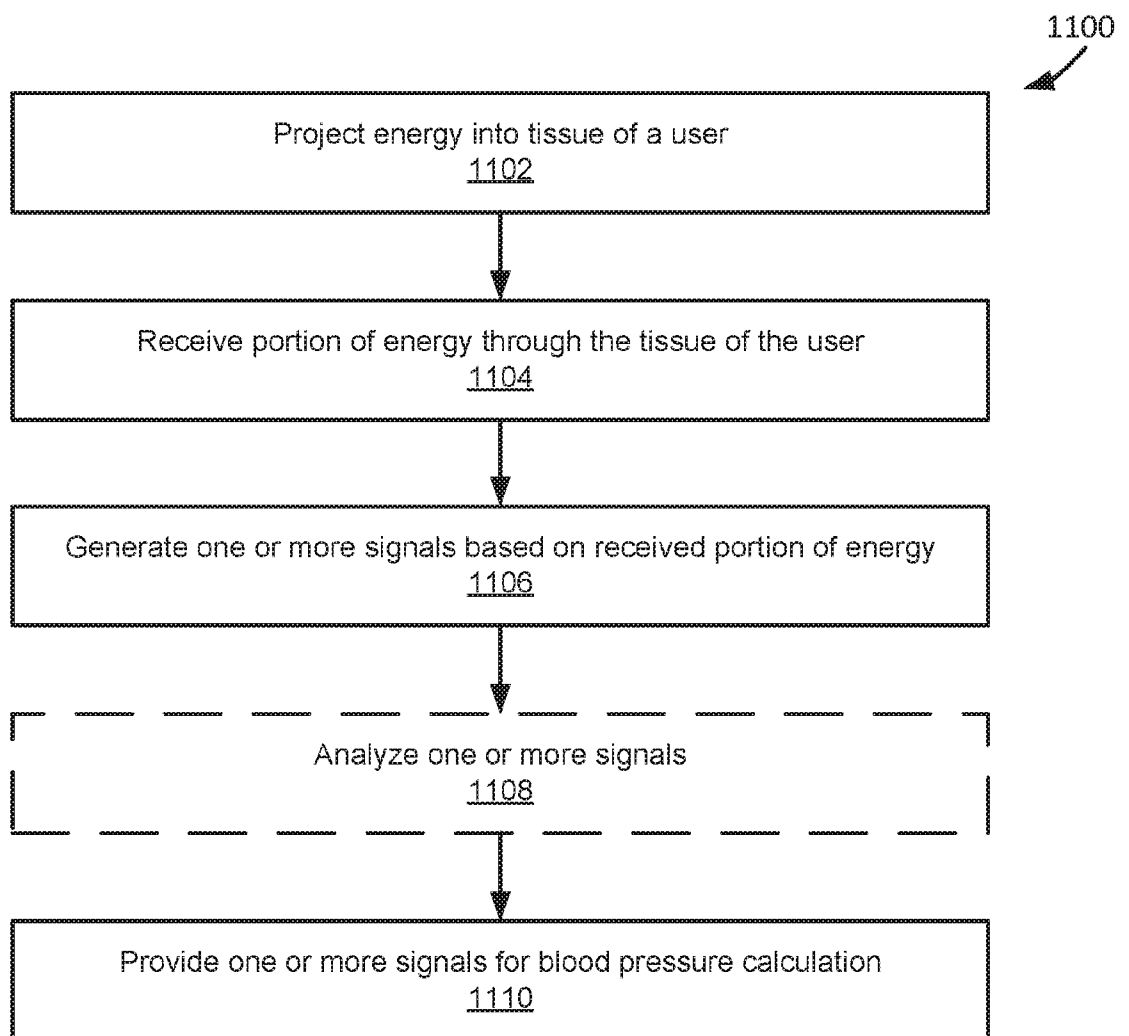 1100
Project energy into tissue of a user
1102
Receive portion of energy through the tissue of the user
1104
Generate one or more signals based on received portion of energy
1106
Analyze one or more signals
1108
Provide one or more signals for blood pressure calculation
1110